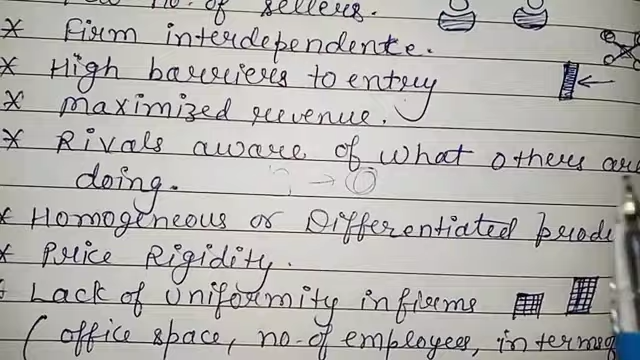 no. of sellers.
* Firm interdependence.
* High barriers to entry
* Maximized revenue.
* Rivals aware of what others are
doing.
* Homogeneous or Differentiated produ
* Price Rigidity.
* Lack of Uniformity in firms
( office space, no. of employees, in terms